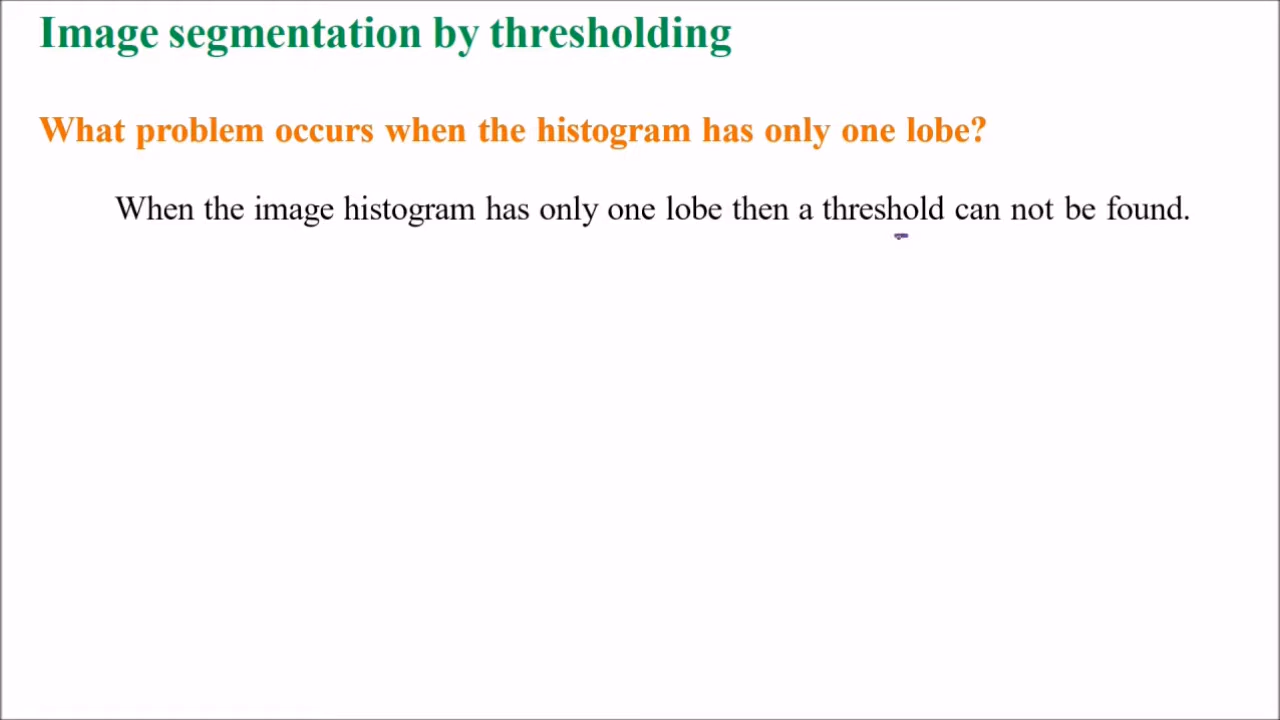 Image segmentation by thresholding
What problem occurs when the histogram has only one lobe?
When the image histogram has only one lobe then a threshold can not be found.